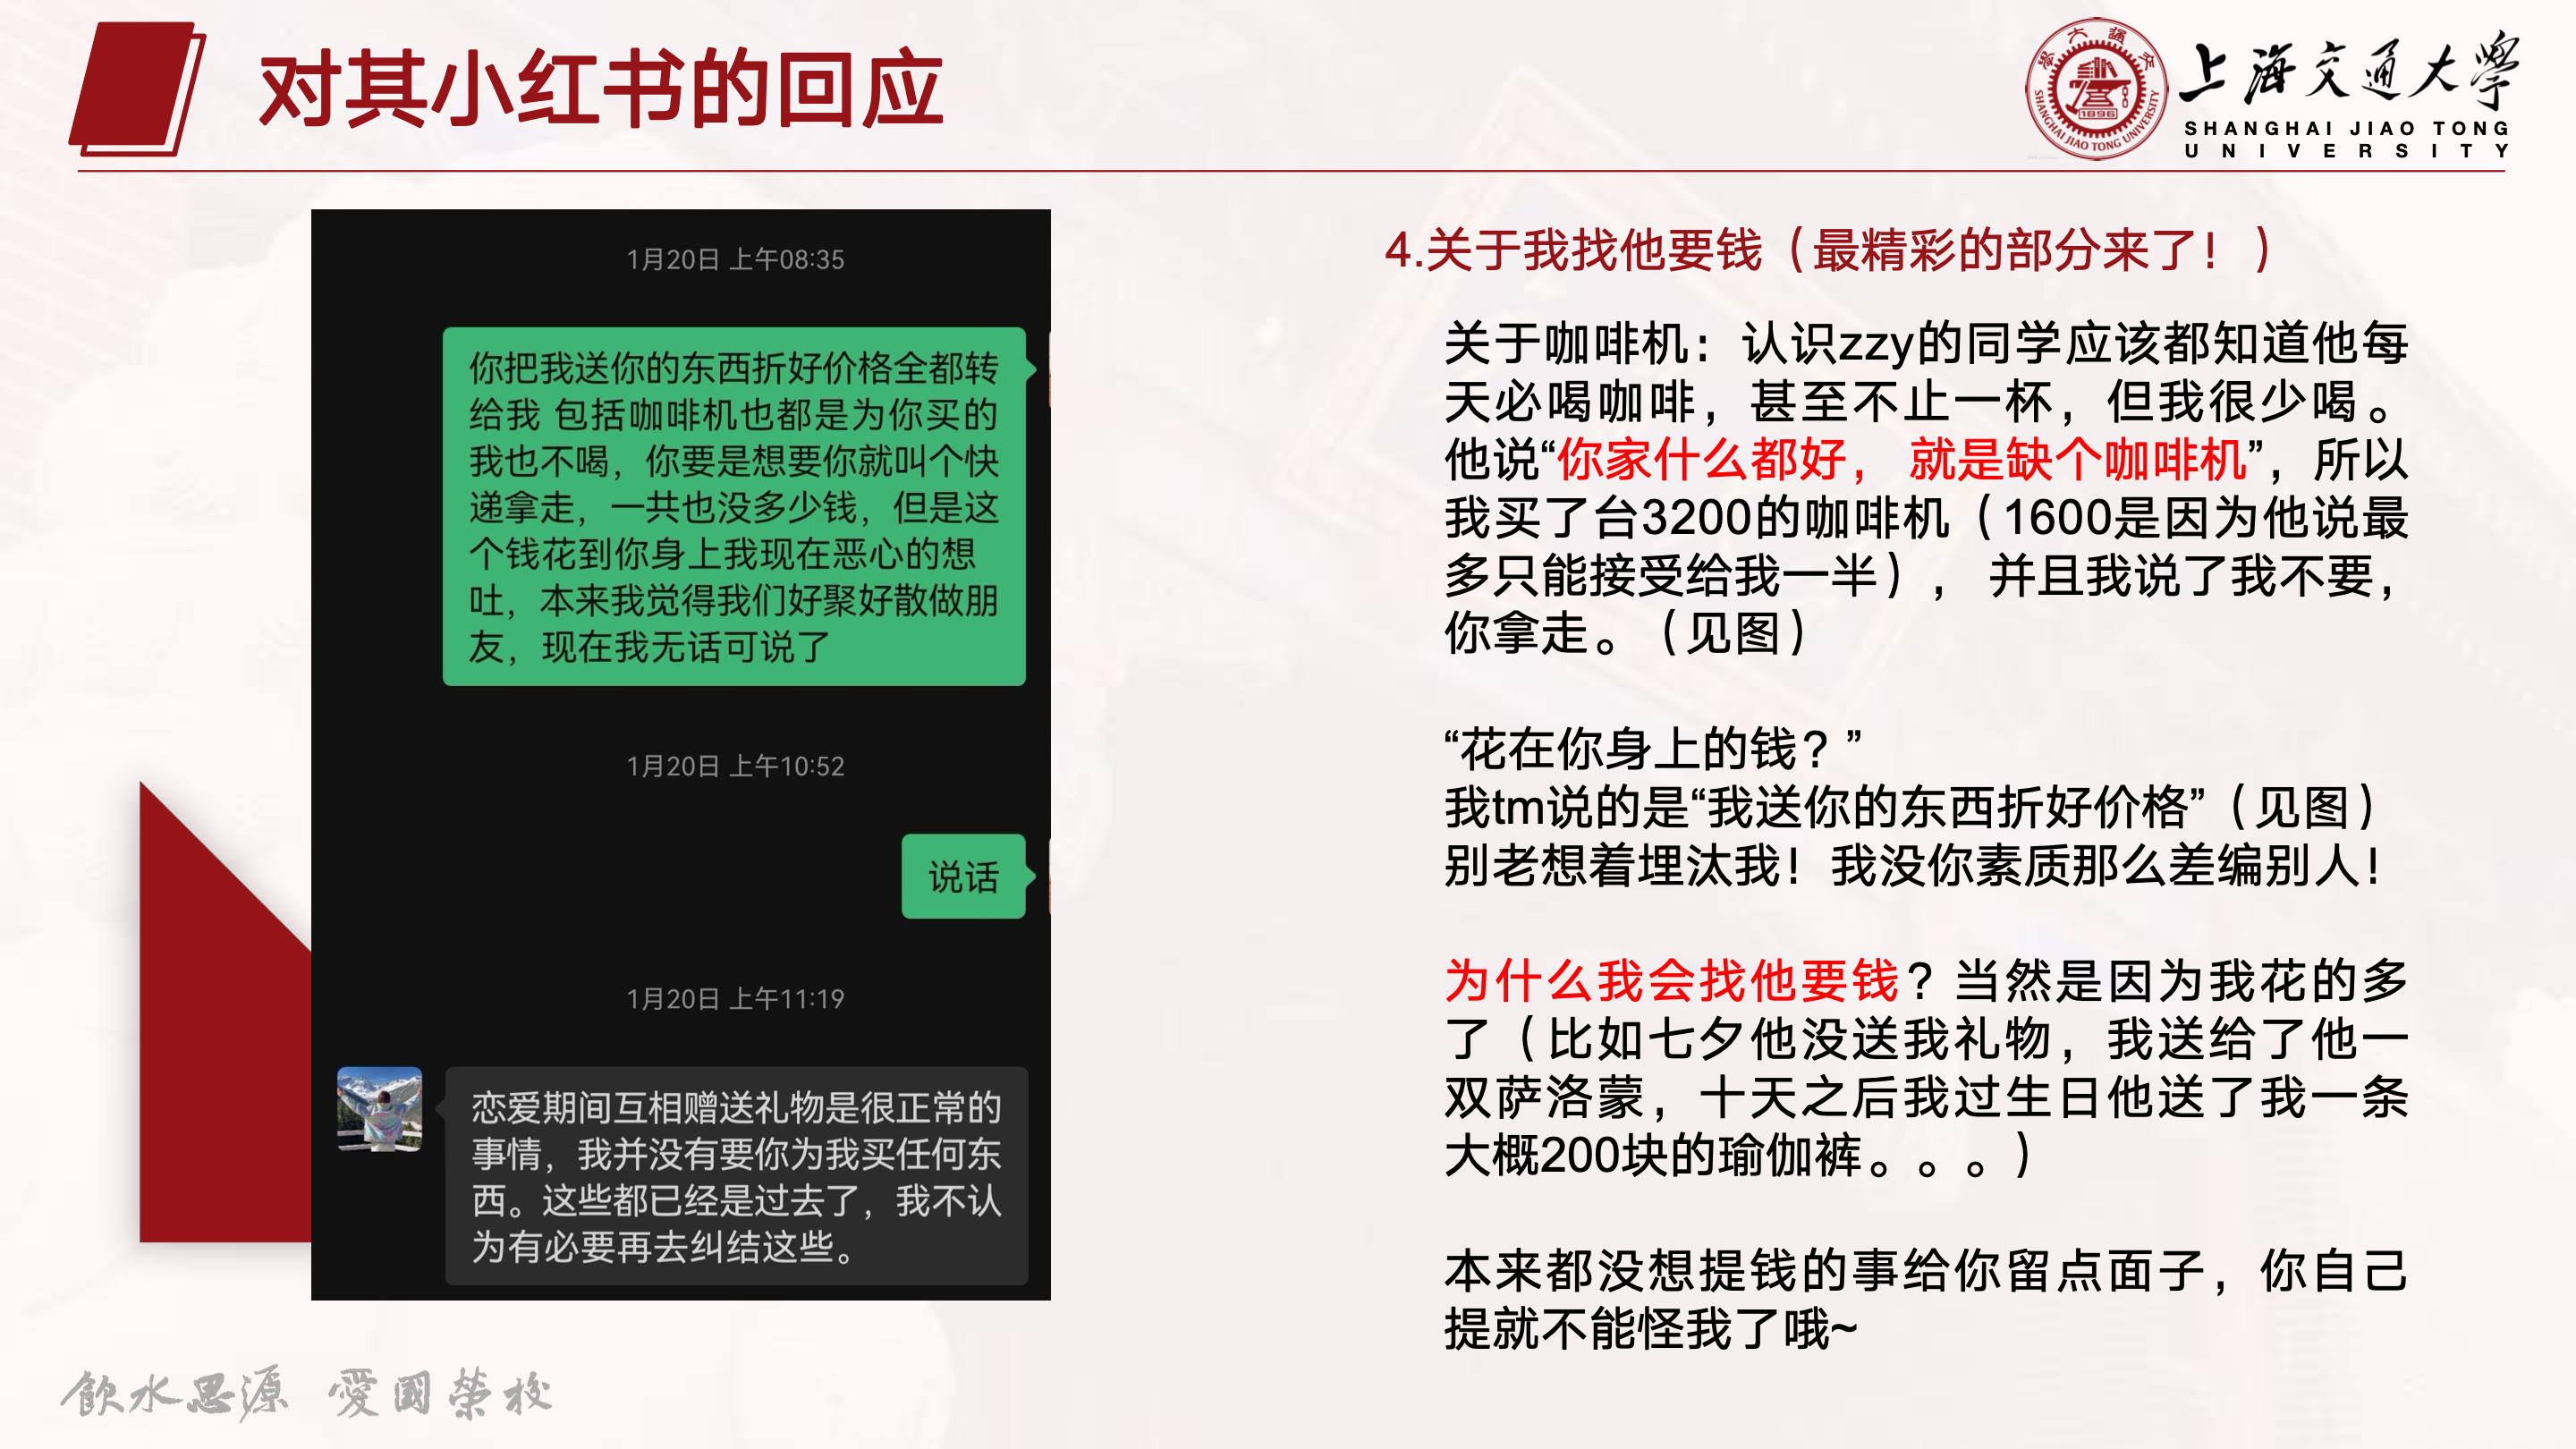 对其小红书的回应
上海交通大学
SHANGHAI JIAO TONG
UNIVERSITY
1896
SHANGHAI JIAO TONG UNIVERSITY
1月20日 上午08:35
你把我送你的东西折好价格全都转
给我 包括咖啡机也都是为你买的
我也不喝，你要是想要你就叫个快
递拿走，一共也没多少钱，但是这
个钱花到你身上我现在恶心的想
吐，本来我觉得我们好聚好散做朋
友，现在我无话可说了
1月20日 上午10:52
说话
1月20日 上午11:19
恋爱期间互相赠送礼物是很正常的
事情，我并没有要你为我买任何东
西。这些都已经是过去了，我不认
为有必要再去纠结这些。
4.关于我找他要钱（最精彩的部分来了！）
关于咖啡机：认识zzy的同学应该都知道他每
天必喝咖啡，甚至不止一杯，但我很少喝。
他说“你家什么都好， 就是缺个咖啡机”，所以
我买了台3200的咖啡机（1600是因为他说最
多只能接受给我一半）， 并且我说了我不要，
你拿走。（见图）
“花在你身上的钱？”
我tm说的是“我送你的东西折好价格”（见图）
别老想着埋汰我！我没你素质那么差编别人！
为什么我会找他要钱？当然是因为我花的多
了（比如七夕他没送我礼物，我送给了他一
双萨洛蒙，十天之后我过生日他送了我一条
大概200块的瑜伽裤。。。）
本来都没想提钱的事给你留点面子，你自己
提就不能怪我了哦~
飲水思源 愛國榮校